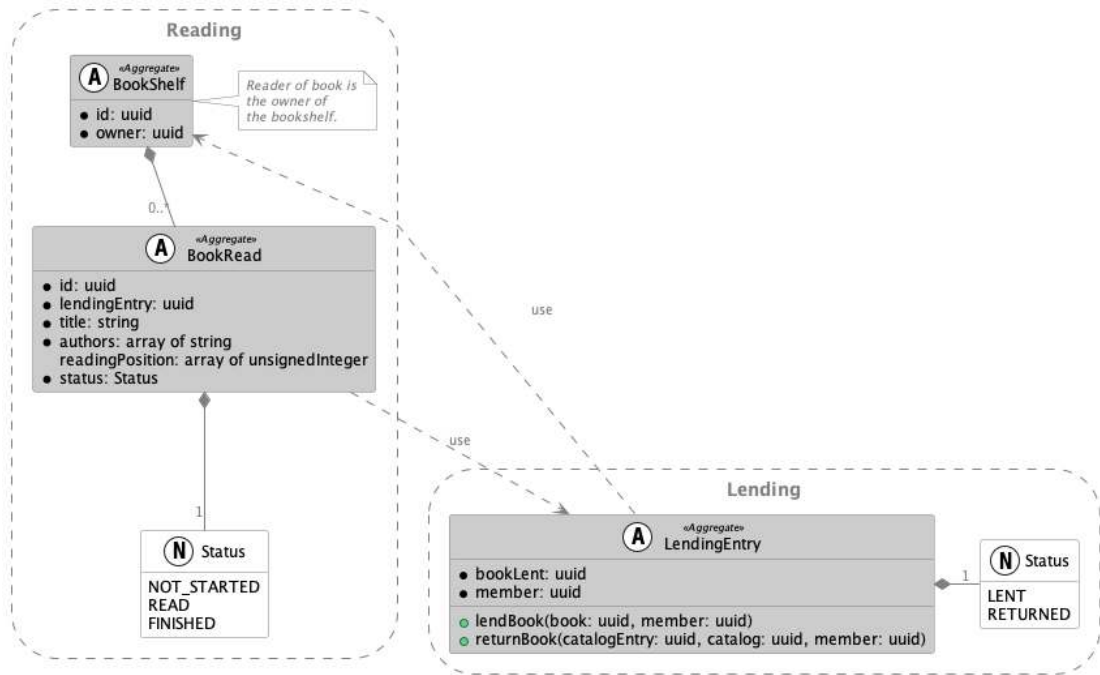 Reading
A
«Aggregate»
BookShelf
id: uuid
owner: uuid
Reader of book is
the owner of
the bookshelf.
0..*
A
«Aggregate»
BookRead
id: uuid
lendingEntry: uuid
title: string
authors: array of string
readingPosition: array of unsignedInteger
status: Status
use
use
1
N
Status
NOT_STARTED
READ
FINISHED
Lending
A
«Aggregate»
LendingEntry
bookLent: uuid
member: uuid
lendBook(book: uuid, member: uuid)
returnBook(catalogEntry: uuid, catalog: uuid, member: uuid)
1
N
Status
LENT
RETURNED